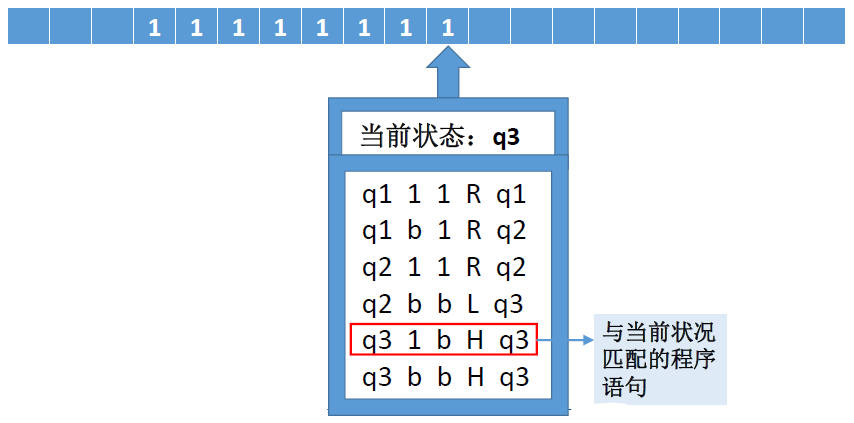 1 1 1 1 1 1 1 1
当前状态：q3
q1 1 1 R q1
q1 b 1 R q2
q2 1 1 R q2
q2 b b L q3
q3 1 b H q3
q3 b b H q3
与当前状况
匹配的程序
语句